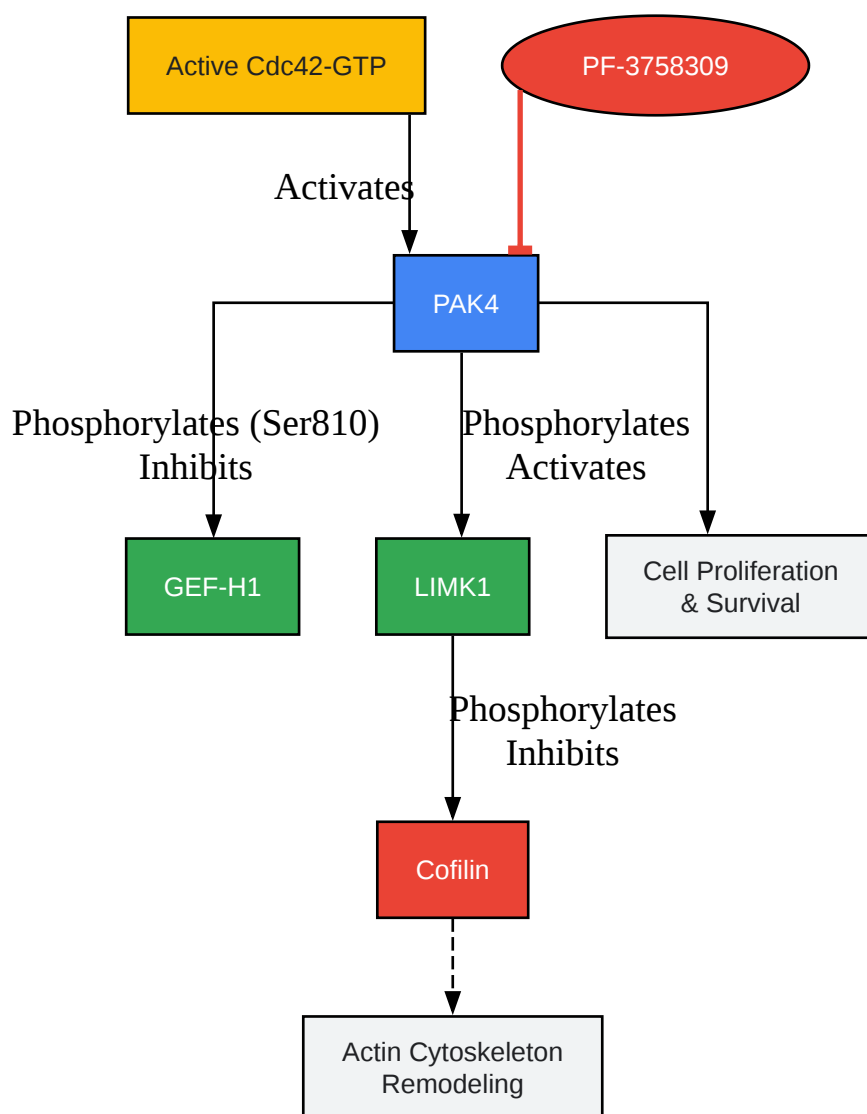 Active Cdc42-GTP
PF-3758309
Activates
PAK4
Phosphorylates (Ser810)
Inhibits
Phosphorylates
Activates
GEF-H1
LIMK1
Cell Proliferation
& Survival
Phosphorylates
Inhibits
Cofilin
Actin Cytoskeleton
Remodeling